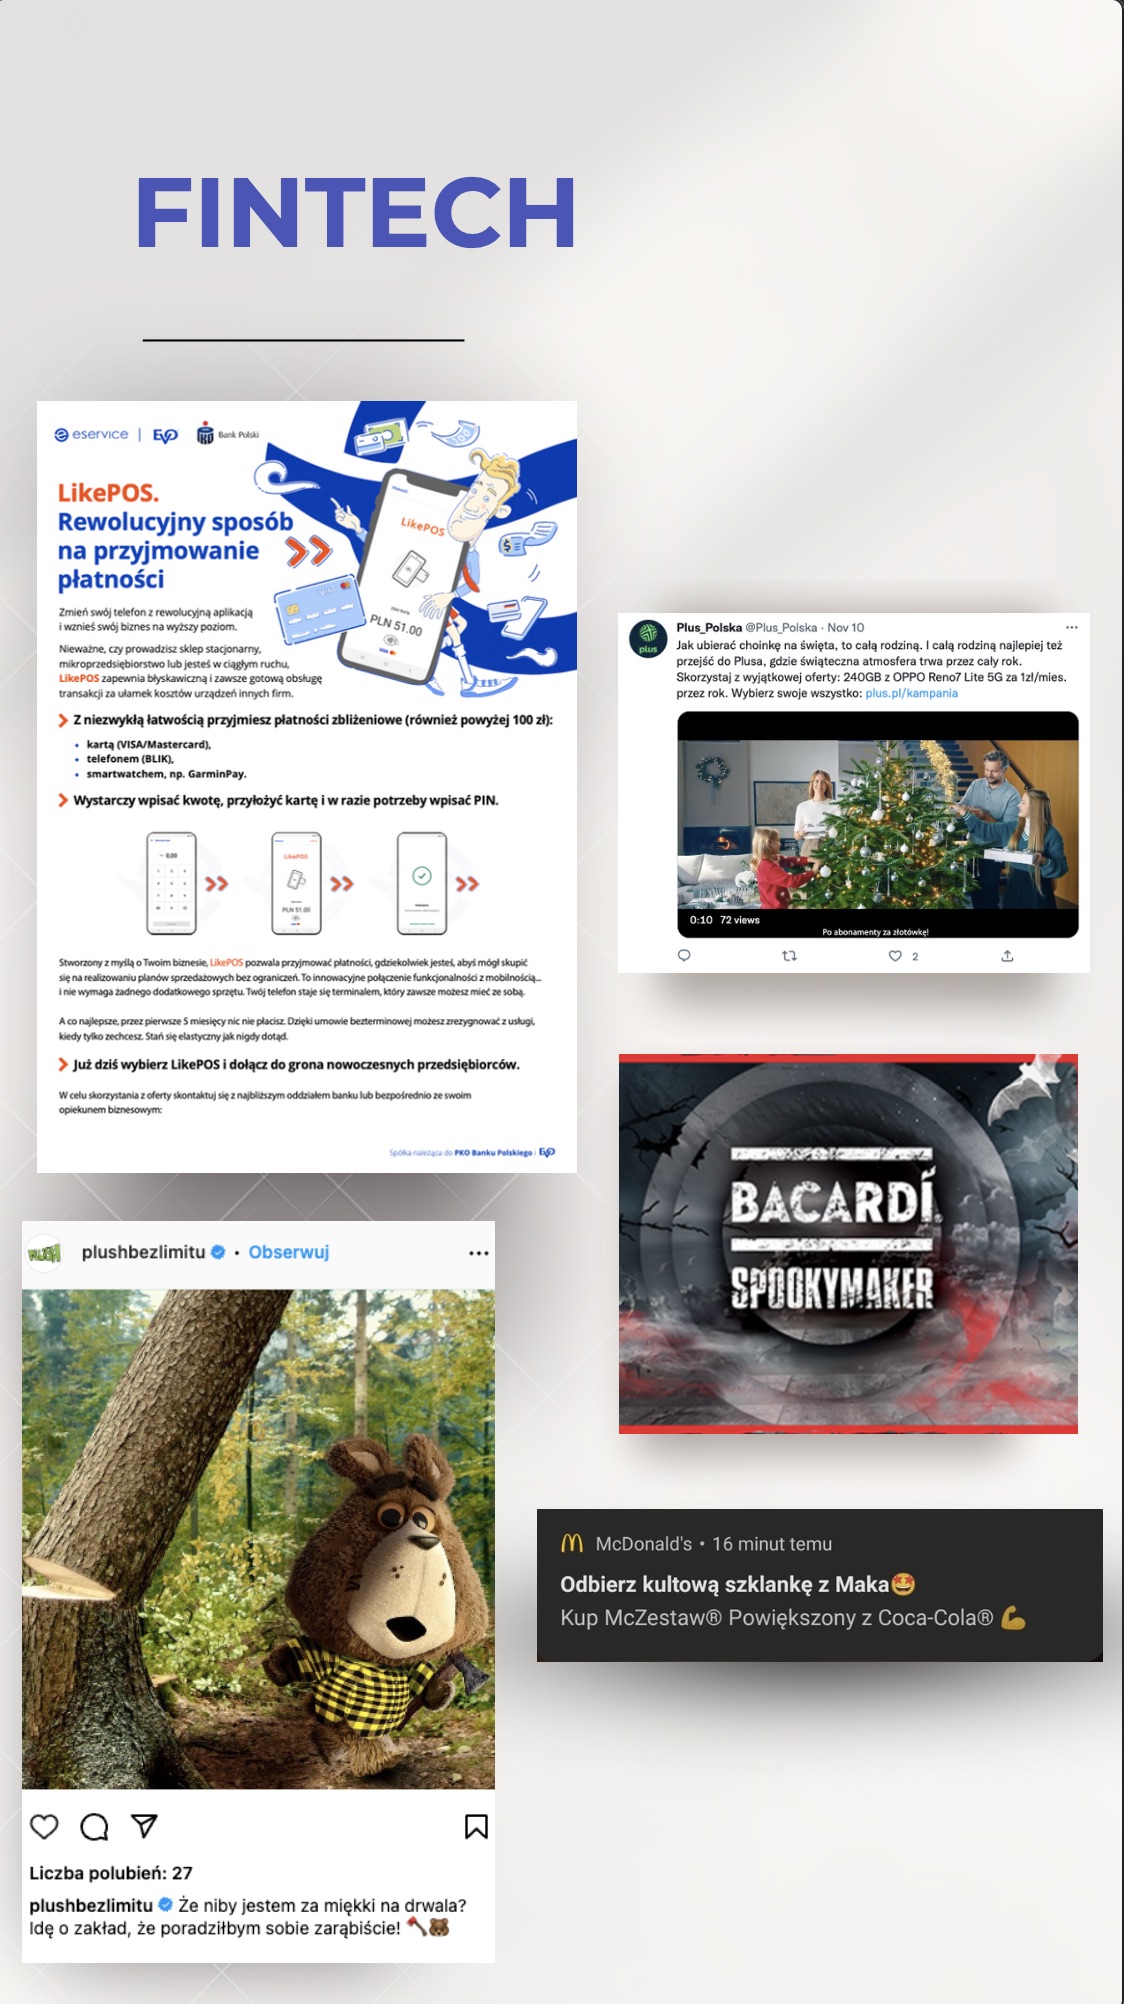 FINTECH
eservice | EVO Bank Polski
LikePOS.
Rewolucyjny sposób
na przyjmowanie
płatności
Zmień swój telefon z rewolucyjną aplikacją
i wznieś swój biznes na wyższy poziom.
Nieważne, czy prowadzisz sklep stacjonarny,
mikroprzedsiębiorstwo lub jesteś w ciągłym ruchu,
LikePOS zapewnia błyskawiczną i zawsze gotową obsługę
transakcji za ułamek kosztów urządzeń innych firm.
LikePOS
PLN 51.00
VISA
Z niezwykłą łatwością przyjmiesz płatności zbliżeniowe (również powyżej 100 zł):
• kartą (VISA/Mastercard),
• telefonem (BLIK),
• smartwatchem, np. GarminPay.
Wystarczy wpisać kwotę, przyłożyć kartę i w razie potrzeby wpisać PIN.
0,00
LikePOS
PLN 51.00
Stworzony z myślą o Twoim biznesie, LikePOS pozwala przyjmować płatności, gdziekolwiek jesteś, abyś mógł skupić
się na realizowaniu planów sprzedażowych bez ograniczeń. To innowacyjne połączenie funkcjonalności z mobilnością...
i nie wymaga żadnego dodatkowego sprzętu. Twój telefon staje się terminalem, który zawsze możesz mieć ze sobą.
A co najlepsze, przez pierwsze 5 miesięcy nic nie płacisz. Dzięki umowie bezterminowej możesz zrezygnować z usługi,
kiedy tylko zechcesz. Stań się elastyczny jak nigdy dotąd.
Już dziś wybierz LikePOS i dołącz do grona nowoczesnych przedsiębiorców.
W celu skorzystania z oferty skontaktuj się z najbliższym oddziałem banku lub bezpośrednio ze swoim
opiekunem biznesowym:
Spółka należąca do PKO Banku Polskiego i EVO
plus
Plus_Polska @Plus_Polska · Nov 10
Jak ubierać choinkę na święta, to całą rodziną. I całą rodziną najlepiej też
przejść do Plusa, gdzie świąteczna atmosfera trwa przez cały rok.
Skorzystaj z wyjątkowej oferty: 240GB z OPPO Reno7 Lite 5G za 1zl/mies.
przez rok. Wybierz swoje wszystko: plus.pl/kampania
0:10 72 views
Po abonamenty za złotówkę!
2
BACARDÍ
SPOOKYMAKER
McDonald's • 16 minut temu
Odbierz kultową szklankę z Maka🤩
Kup McZestaw® Powiększony z Coca-Cola® 💪
PLUSH
plushbezlimitu • Obserwuj
Liczba polubień: 27
plushbezlimitu Że niby jestem za miękki na drwala?
Idę o zakład, że poradziłbym sobie zarąbiście! 🪓🐻